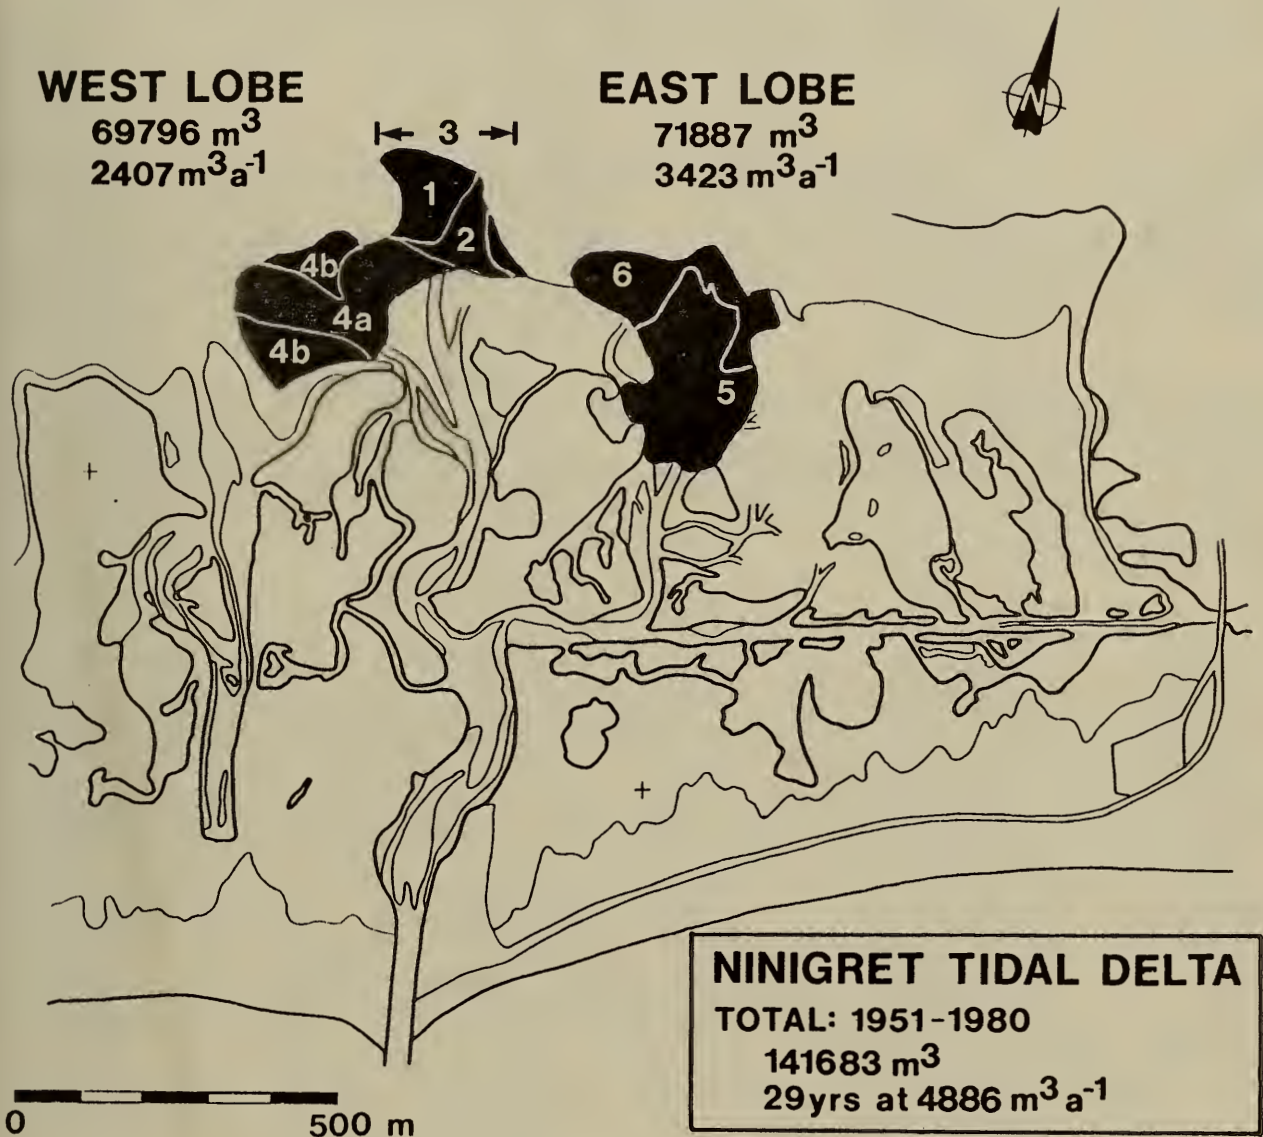 WEST LOBE
69796 m³
2407 m³a⁻¹
3
EAST LOBE
71887 m³
3423 m³a⁻¹
N
1
2
4b
4a
4b
6
5
NINIGRET TIDAL DELTA
TOTAL: 1951-1980
141683 m³
29yrs at 4886 m³a⁻¹
0 500 m